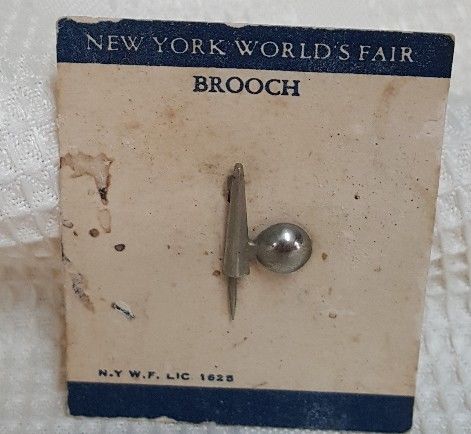 NEW YORK WORLD'S FAIR
BROOCH
N.Y W.F. LIC 1625